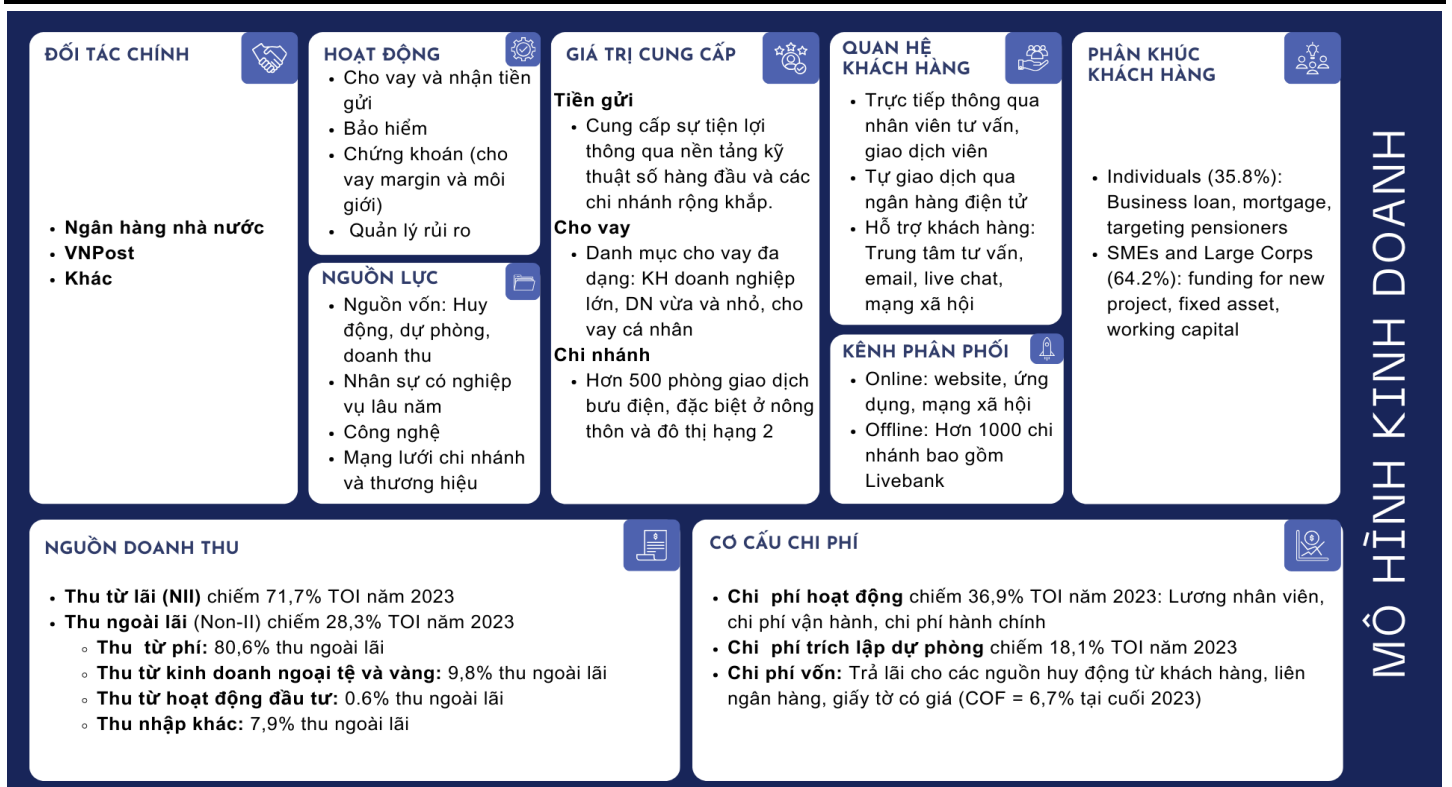 ĐỐI TÁC CHÍNH
Ngân hàng nhà nước
VNPost
Khác
HOẠT ĐỘNG
Cho vay và nhận tiền
gửi
Bảo hiểm
Chứng khoán (cho
vay margin và môi
giới)
Quản lý rủi ro
NGUỒN LỰC
Nguồn vốn: Huy
động, dự phòng,
doanh thu
Nhân sự có nghiệp
vụ lâu năm
Công nghệ
Mạng lưới chi nhánh
và thương hiệu
GIÁ TRỊ CUNG CẤP
Tiền gửi
Cung cấp sự tiện lợi
thông qua nền tảng kỹ
thuật số hàng đầu và các
chi nhánh rộng khắp.
Cho vay
Danh mục cho vay đa
dạng: KH doanh nghiệp
lớn, DN vừa và nhỏ, cho
vay cá nhân
Chi nhánh
Hơn 500 phòng giao dịch
bưu điện, đặc biệt ở nông
thôn và đô thị hạng 2
QUAN HỆ
KHÁCH HÀNG
Trực tiếp thông qua
nhân viên tư vấn,
giao dịch viên
Tự giao dịch qua
ngân hàng điện tử
Hỗ trợ khách hàng:
Trung tâm tư vấn,
email, live chat,
mạng xã hội
KÊNH PHÂN PHỐI
Online: website, ứng
dụng, mạng xã hội
Offline: Hơn 1000 chi
nhánh bao gồm
Livebank
PHÂN KHÚC
KHÁCH HÀNG
Individuals (35.8%):
Business loan, mortgage,
targeting pensioners
SMEs and Large Corps
(64.2%): funding for new
project, fixed asset,
working capital
NGUỒN DOANH THU
Thu từ lãi (NII) chiếm 71,7% TOI năm 2023
Thu ngoài lãi (Non-II) chiếm 28,3% TOI năm 2023
Thu từ phí: 80,6% thu ngoài lãi
Thu từ kinh doanh ngoại tệ và vàng: 9,8% thu ngoài lãi
Thu từ hoạt động đầu tư: 0.6% thu ngoài lãi
Thu nhập khác: 7,9% thu ngoài lãi
CƠ CẤU CHI PHÍ
Chi phí hoạt động chiếm 36,9% TOI năm 2023: Lương nhân viên,
chi phí vận hành, chi phí hành chính
Chi phí trích lập dự phòng chiếm 18,1% TOI năm 2023
Chi phí vốn: Trả lãi cho các nguồn huy động từ khách hàng, liên
ngân hàng, giấy tờ có giá (COF = 6,7% tại cuối 2023)
MÔ HÌNH KINH DOANH